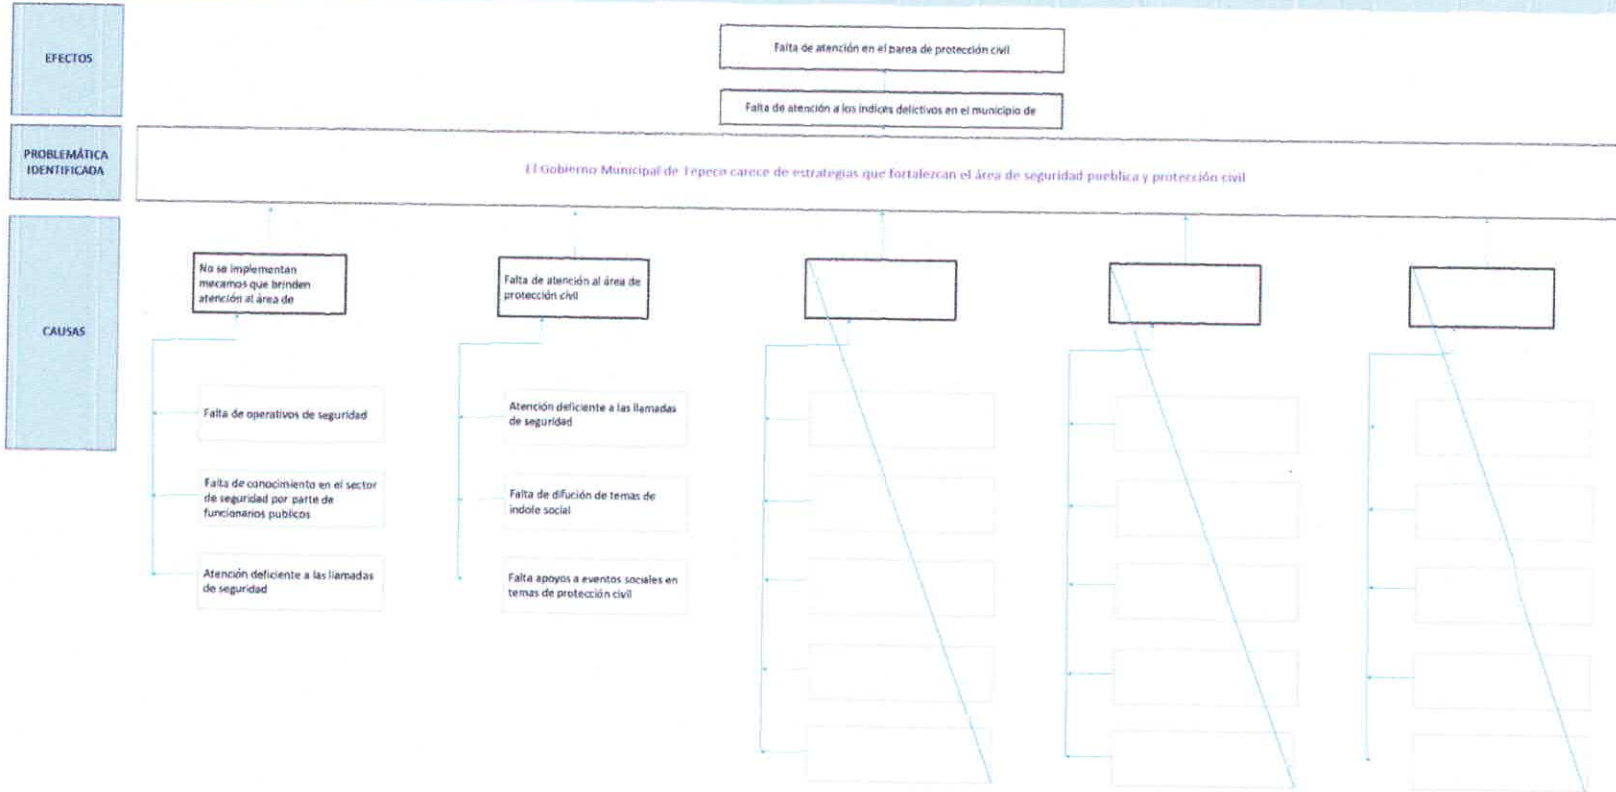 EFECTOS
Falta de atención en el barea de protección civil
Falta de atención a los indices delictivos en el municipio de
PROBLEMÁTICA
IDENTIFICADA
El Gobierno Municipal de Tepeco carece de estrategias que fortalezcan el área de seguridad pueblica y protección civil
CAUSAS
No se implementan
mecamos que brinden
atención al área de
Falta de operativos de seguridad
Falta de conocimiento en el sector
de seguridad por parte de
funcionarios publicos
Atención deficiente a las llamadas
de seguridad
Falta de atención al área de
protección civil
Atención deficiente a las llamadas
de seguridad
Falta de difución de temas de
indole social
Falta apoyos a eventos sociales en
temas de protección civil